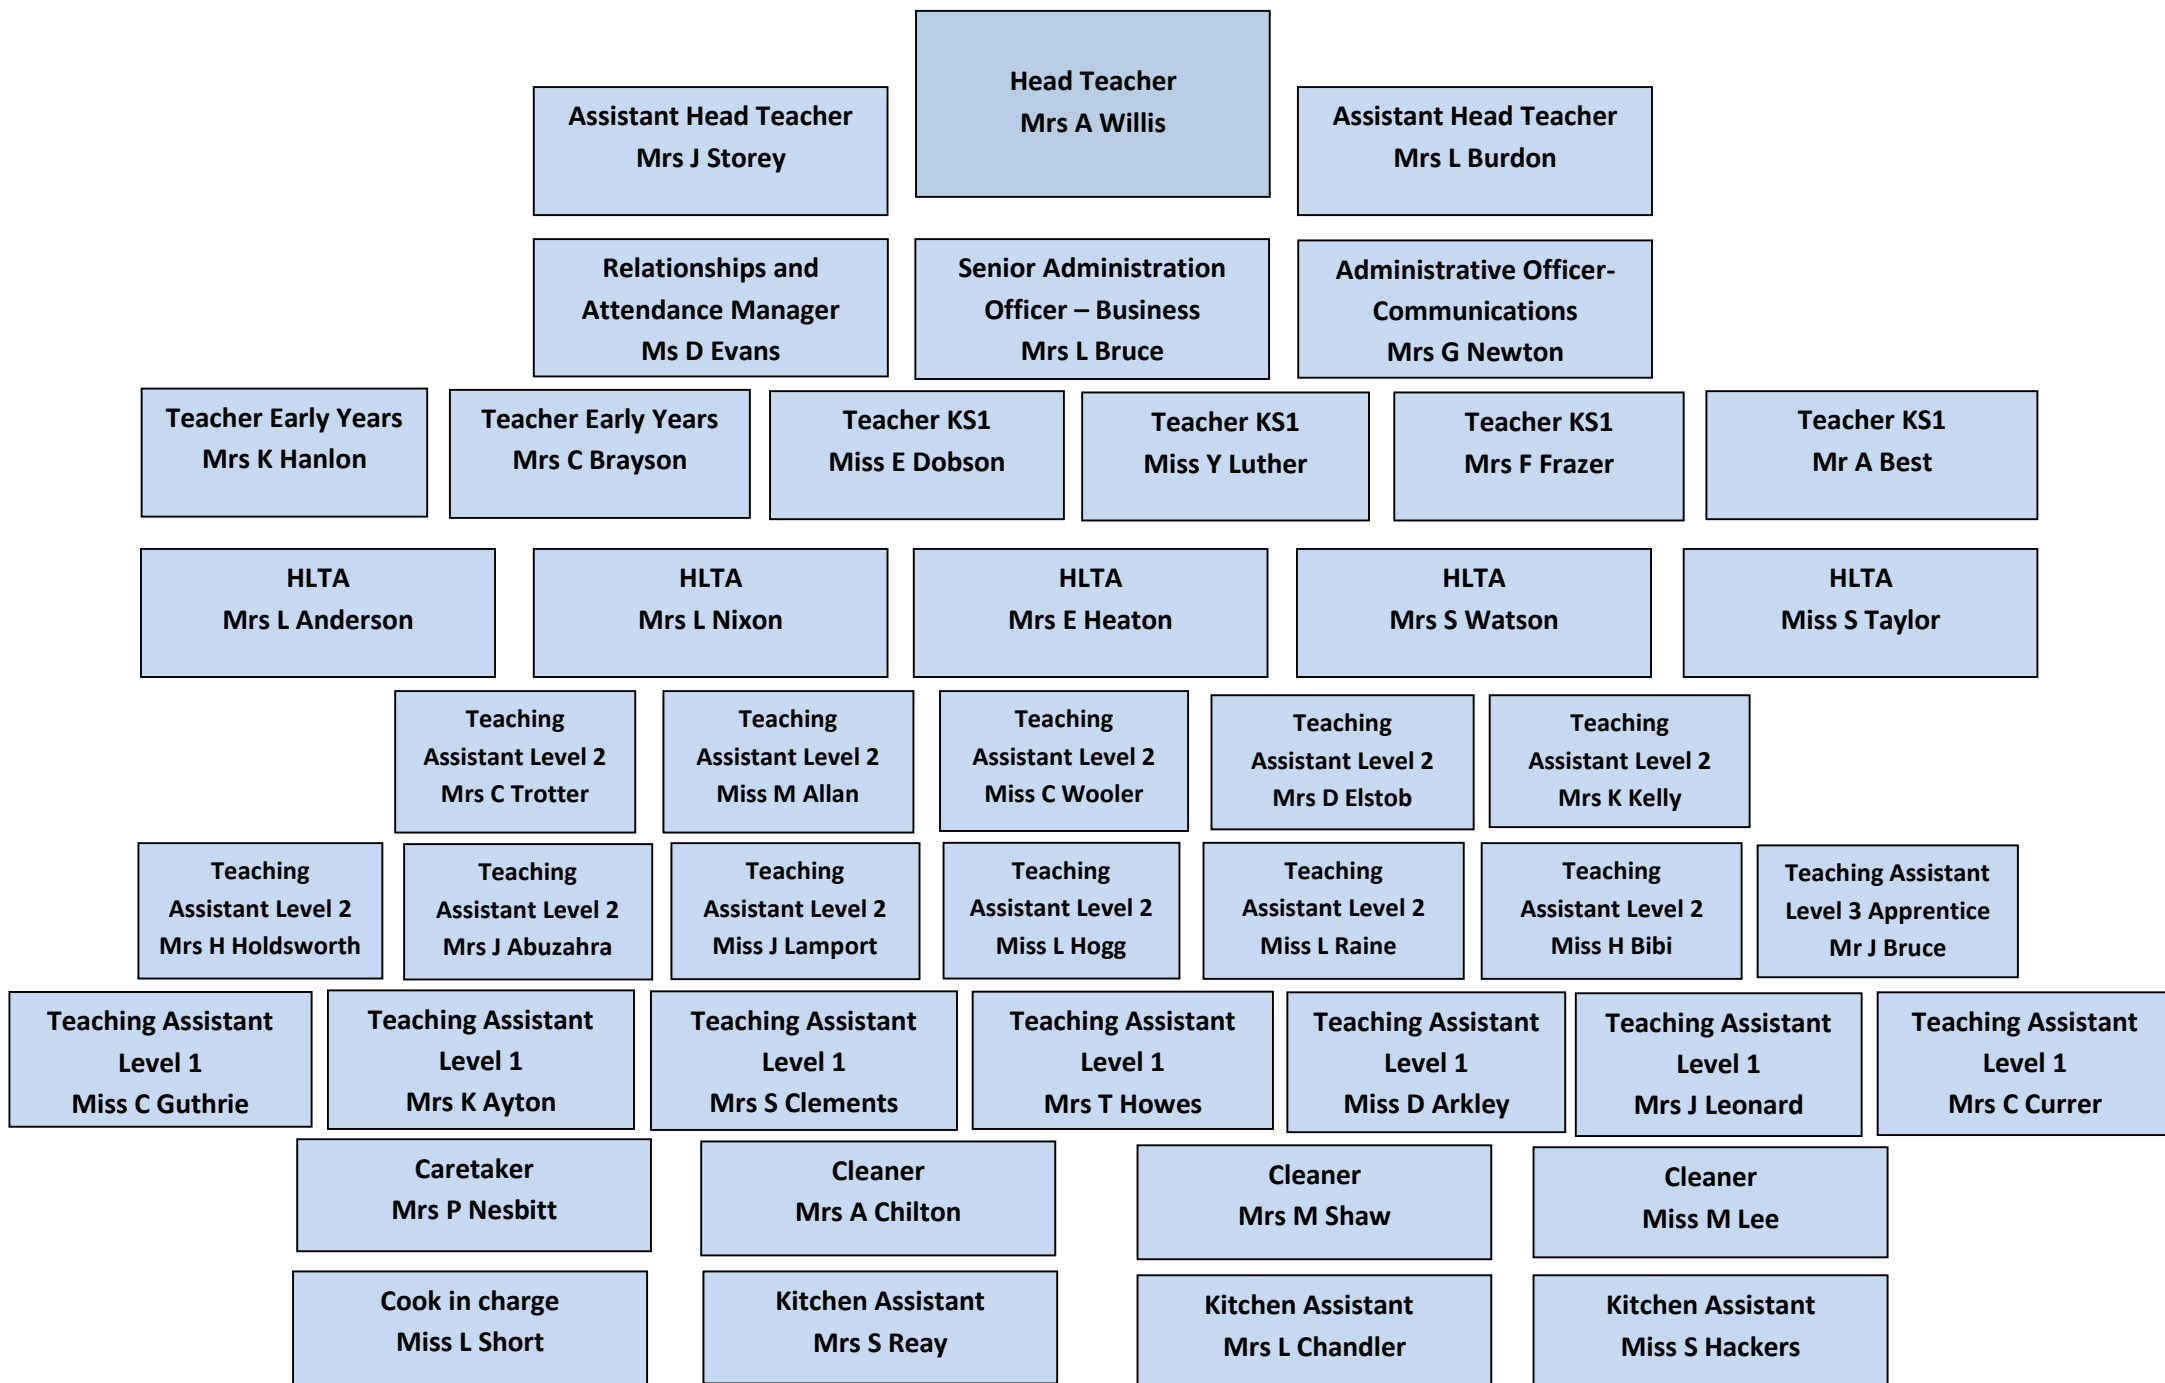 Head Teacher
Mrs A Willis
Assistant Head Teacher
Mrs J Storey
Assistant Head Teacher
Mrs L Burdon
Relationships and
Attendance Manager
Ms D Evans
Senior Administration
Officer – Business
Mrs L Bruce
Administrative Officer-
Communications
Mrs G Newton
Teacher Early Years
Mrs K Hanlon
Teacher Early Years
Mrs C Brayson
Teacher KS1
Miss E Dobson
Teacher KS1
Miss Y Luther
Teacher KS1
Mrs F Frazer
Teacher KS1
Mr A Best
HLTA
Mrs L Anderson
HLTA
Mrs L Nixon
HLTA
Mrs E Heaton
HLTA
Mrs S Watson
HLTA
Miss S Taylor
Teaching
Assistant Level 2
Mrs C Trotter
Teaching
Assistant Level 2
Miss M Allan
Teaching
Assistant Level 2
Miss C Wooler
Teaching
Assistant Level 2
Mrs D Elstob
Teaching
Assistant Level 2
Mrs K Kelly
Teaching
Assistant Level 2
Mrs H Holdsworth
Teaching
Assistant Level 2
Mrs J Abuzahra
Teaching
Assistant Level 2
Miss J Lamport
Teaching
Assistant Level 2
Miss L Hogg
Teaching
Assistant Level 2
Miss L Raine
Teaching
Assistant Level 2
Miss H Bibi
Teaching Assistant
Level 3 Apprentice
Mr J Bruce
Teaching Assistant
Level 1
Miss C Guthrie
Teaching Assistant
Level 1
Mrs K Ayton
Teaching Assistant
Level 1
Mrs S Clements
Teaching Assistant
Level 1
Mrs T Howes
Teaching Assistant
Level 1
Miss D Arkley
Teaching Assistant
Level 1
Mrs J Leonard
Teaching Assistant
Level 1
Mrs C Currer
Caretaker
Mrs P Nesbitt
Cleaner
Mrs A Chilton
Cleaner
Mrs M Shaw
Cleaner
Miss M Lee
Cook in charge
Miss L Short
Kitchen Assistant
Mrs S Reay
Kitchen Assistant
Mrs L Chandler
Kitchen Assistant
Miss S Hackers